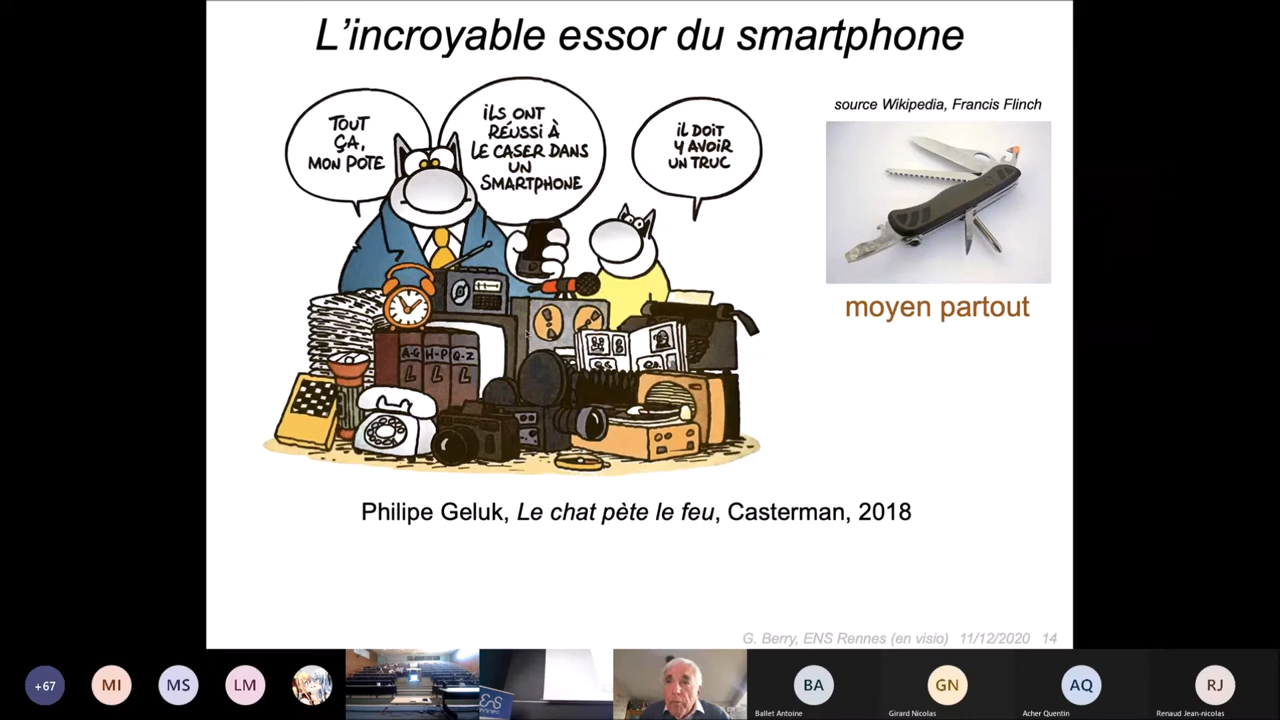 L'incroyable essor du smartphone
TOUT
ÇA,
MON POTE
iLS ONT
RÉUSSI À
LE CASER DANS
UN
SMARTPHONE
iL DOIT
Y AVOIR
UN TRUC
source Wikipedia, Francis Flinch
moyen partout
A-G
H-P
Q-Z
L
L
L
Philipe Geluk, Le chat pète le feu, Casterman, 2018
G. Berry, ENS Rennes (en visio) 11/12/2020 14
+67
MI
MS
LM
ens
BA
GN
AQ
RJ
Ballet Antoine
Girard Nicolas
Acher Quentin
Renaud Jean-nicolas